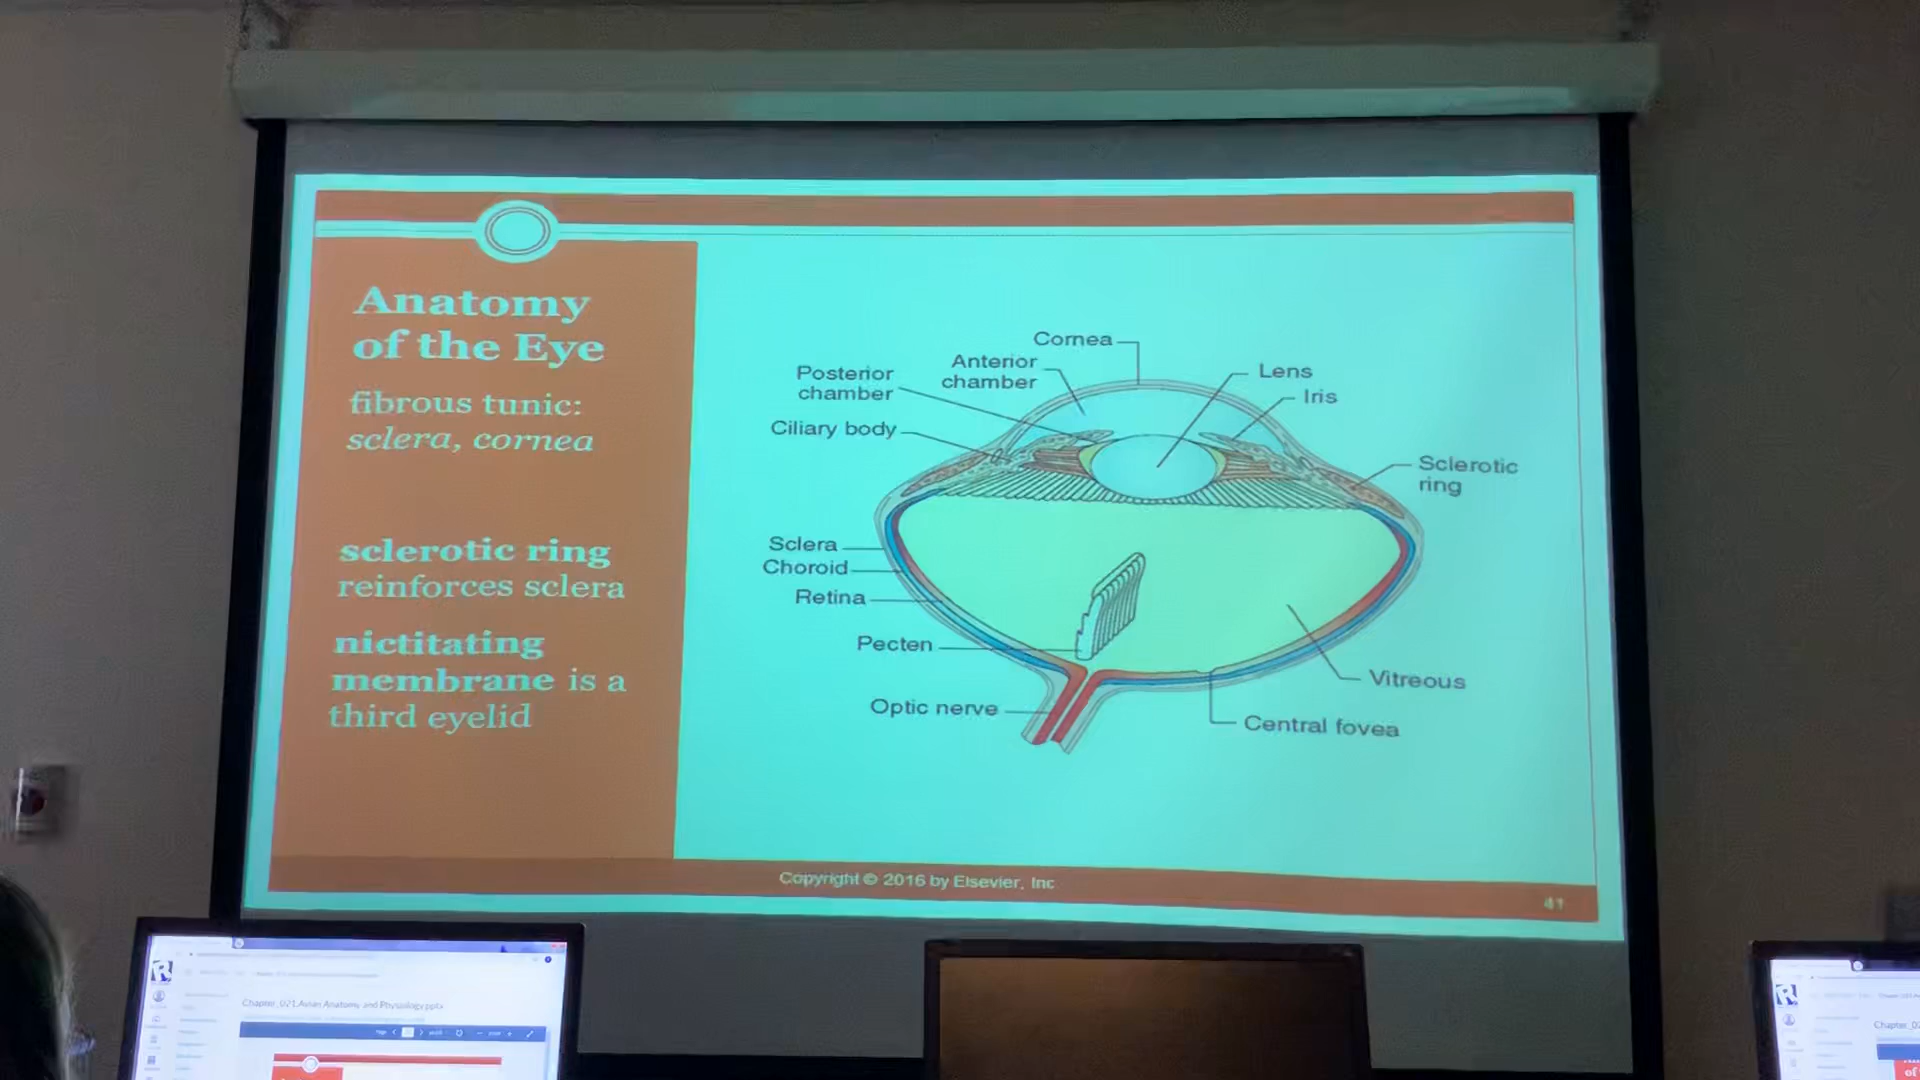 Anatomy
of the Eye
fibrous tunic:
sclera, cornea
sclerotic ring
reinforces sclera
nictitating
membrane is a
third eyelid
Cornea
Anterior
chamber
Posterior
chamber
Ciliary body
Lens
Iris
Sclerotic
ring
Sclera
Choroid
Retina
Pecten
Optic nerve
Vitreous
Central fovea
Copyright © 2016 by Elsevier, Inc
41
Chapter_021 Avian Anatomy and Physiology.pptx
Page